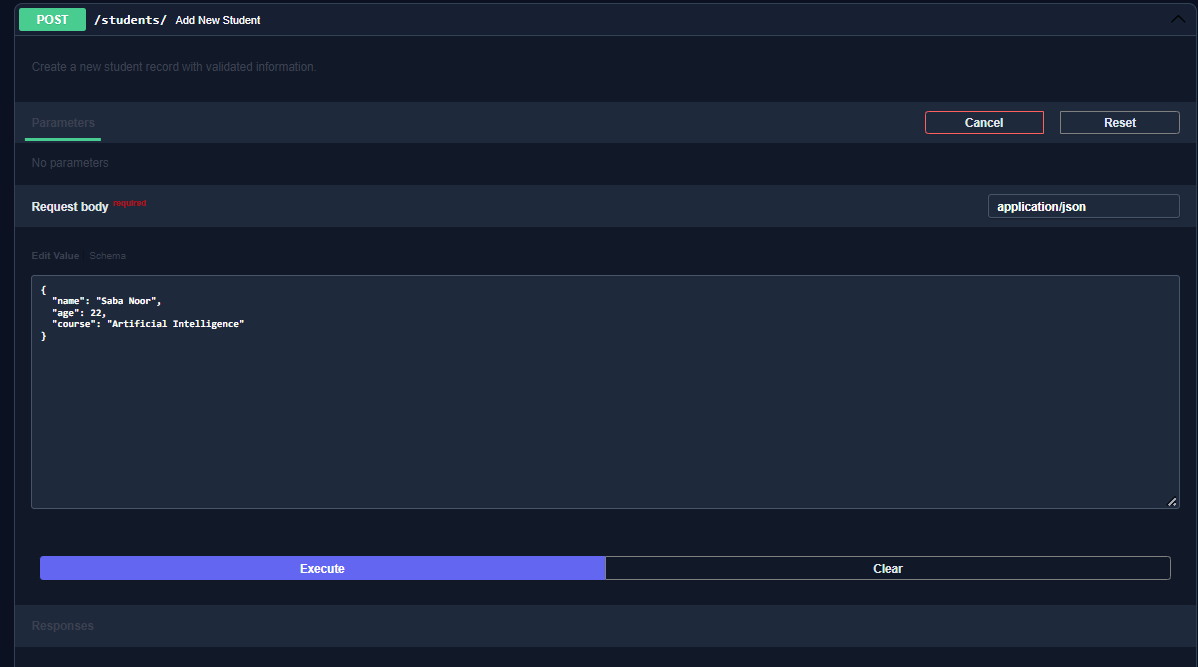 POST /students/ Add New Student
Create a new student record with validated information.
Parameters Cancel Reset
No parameters
Request body required application/json
Edit Value Schema
{
"name": "Saba Noor",
"age": 22,
"course": "Artificial Intelligence"
}
Execute Clear
Responses